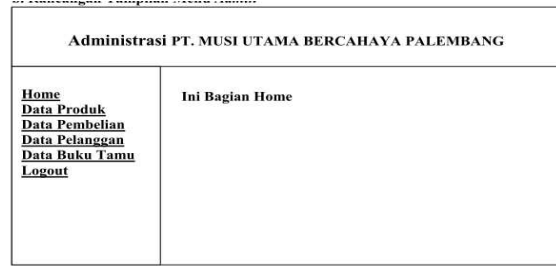 Administrasi PT. MUSI UTAMA BERCAHAYA PALEMBANG
Home
Data Produk
Data Pembelian
Data Pelanggan
Data Buku Tamu
Logout
Ini Bagian Home